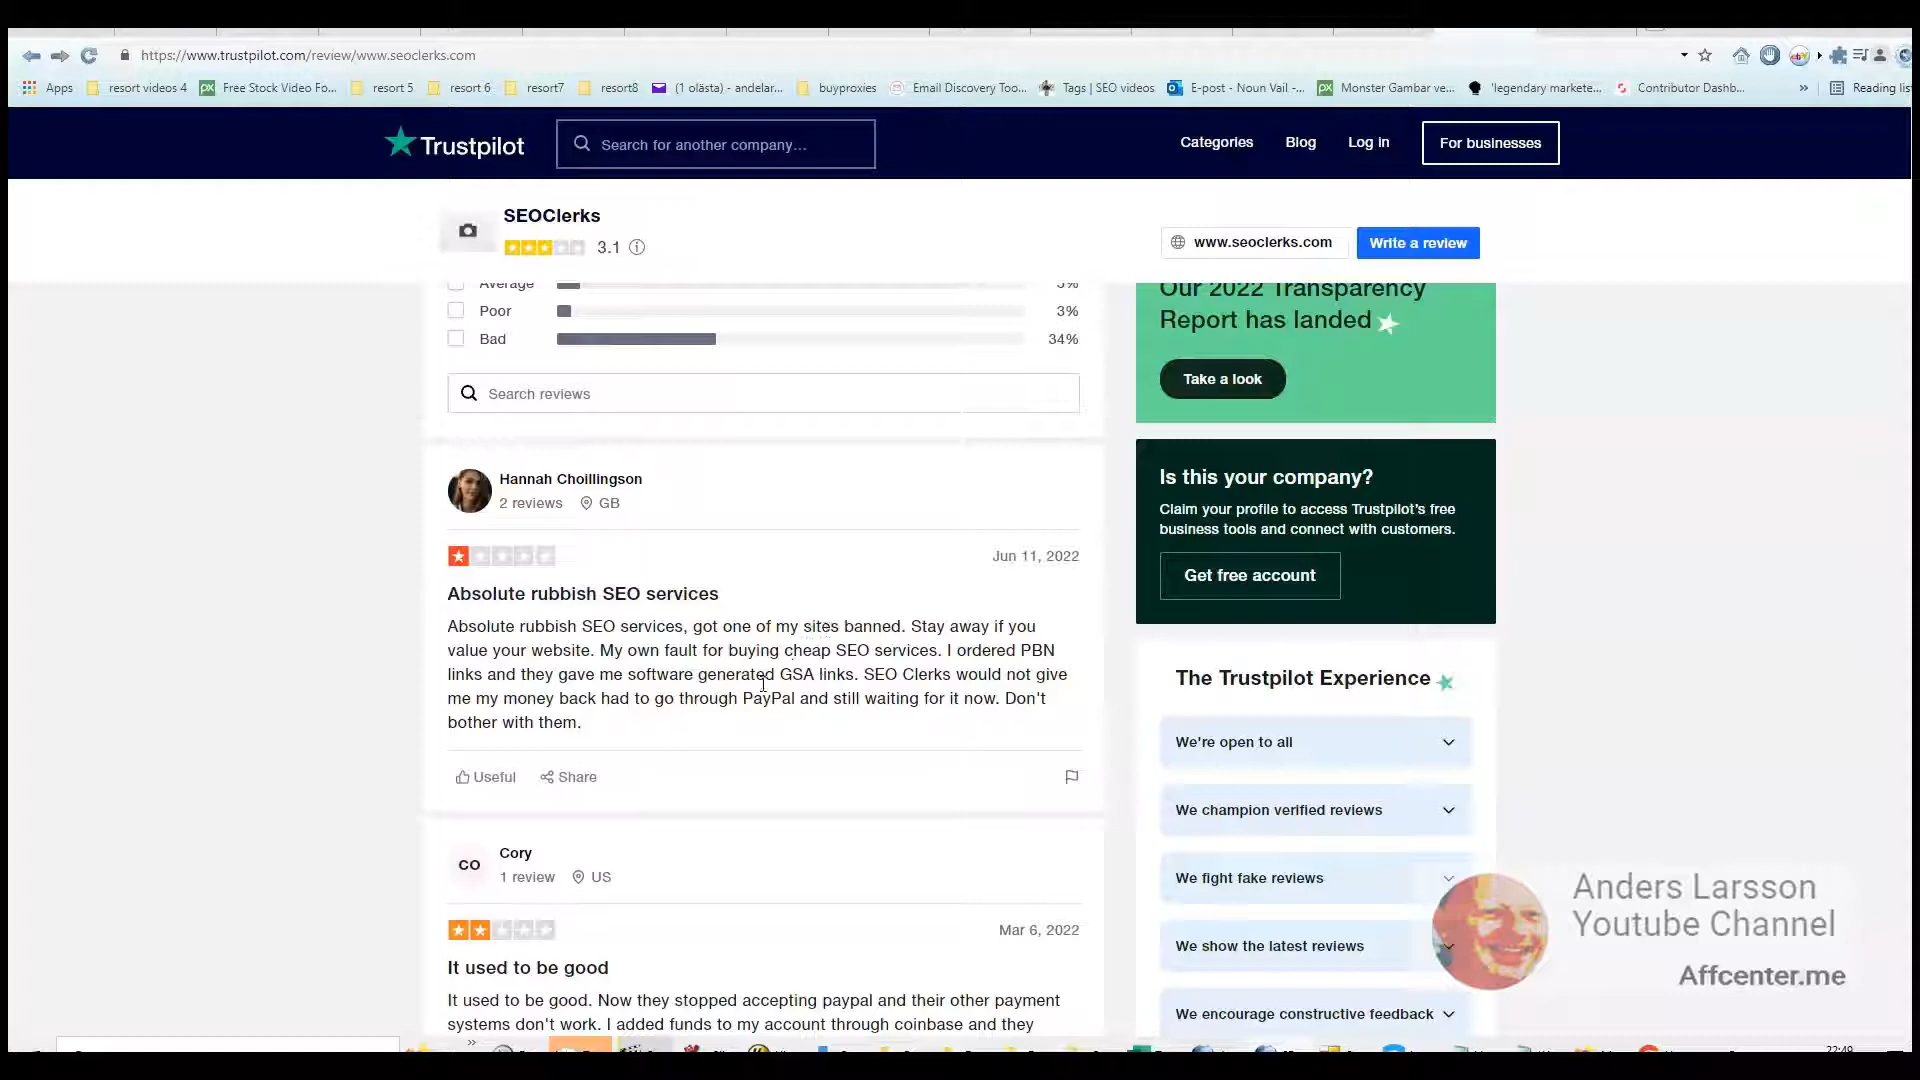 https://www.trustpilot.com/review/www.seoclerks.com
Apps resort videos 4 Free Stock Video Fo... resort 5 resort 6 resort7 resort8 (1 olästa) - andelar... buyproxies Email Discovery Too... Tags | SEO videos E-post - Noun Vail -... Monster Gambar ve... 'legendary markete... Contributor Dashb... » Reading lis
Trustpilot
Search for another company...
Categories Blog Log in For businesses
SEOClerks
3.1
www.seoclerks.com
Write a review
Average 5%
Poor 3%
Bad 34%
Search reviews
Our 2022 Transparency
Report has landed
Take a look
Hannah Choillingson
2 reviews GB
Jun 11, 2022
Absolute rubbish SEO services
Absolute rubbish SEO services, got one of my sites banned. Stay away if you
value your website. My own fault for buying cheap SEO services. I ordered PBN
links and they gave me software generated GSA links. SEO Clerks would not give
me my money back had to go through PayPal and still waiting for it now. Don't
bother with them.
Useful Share
Is this your company?
Claim your profile to access Trustpilot's free
business tools and connect with customers.
Get free account
The Trustpilot Experience
We're open to all
We champion verified reviews
We fight fake reviews
We show the latest reviews
We encourage constructive feedback
CO
Cory
1 review US
Mar 6, 2022
It used to be good
It used to be good. Now they stopped accepting paypal and their other payment
systems don't work. I added funds to my account through coinbase and they
Anders Larsson
Youtube Channel
Affcenter.me
»
22:49